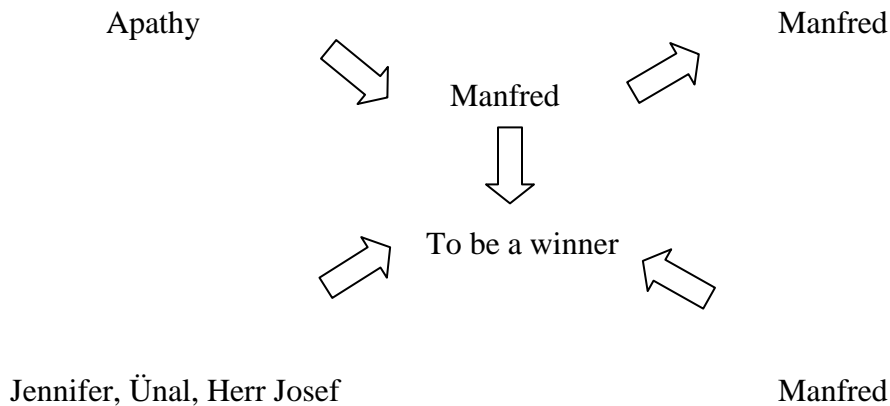 Apathy
Manfred
Manfred
To be a winner
Jennifer, Ünal, Herr Josef
Manfred